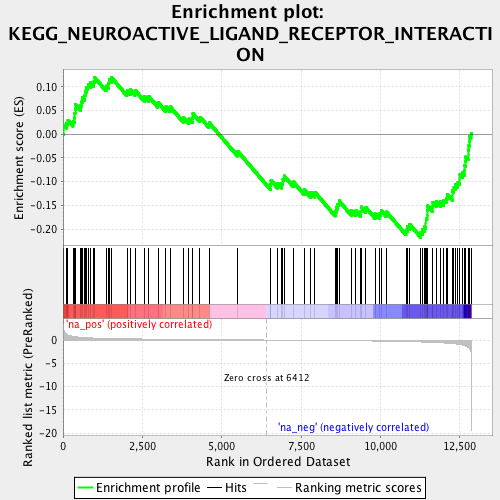 Enrichment plot:
KEGG_NEUROACTIVE_LIGAND_RECEPTOR_INTERACTI
ON
Enrichment score (ES)
0.10
0.05
0.00
-0.05
-0.10
-0.15
-0.20
'na_pos' (positively correlated)
Ranked list metric (PreRanked)
0
-5
-10
-15
-20
Zero cross at 6412
'na_neg' (negatively correlated)
0
2,500
5,000
7,500
10,000
12,500
Rank in Ordered Dataset
Enrichment profile
Hits
Ranking metric scores